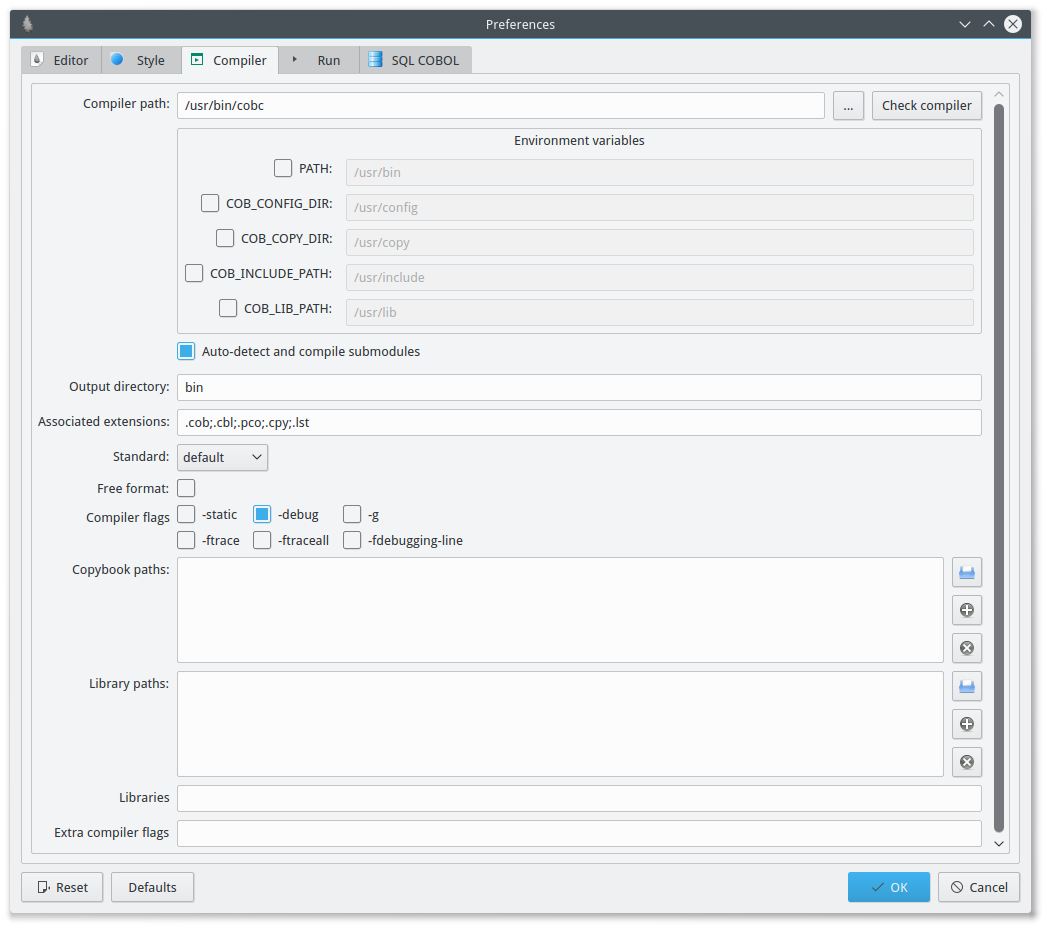 Preferences
Editor Style Compiler Run SQL COBOL
Compiler path: /usr/bin/cobc ... Check compiler
Environment variables
PATH: /usr/bin
COB_CONFIG_DIR: /usr/config
COB_COPY_DIR: /usr/copy
COB_INCLUDE_PATH: /usr/include
COB_LIB_PATH: /usr/lib
Auto-detect and compile submodules
Output directory: bin
Associated extensions: .cob;.cbl;.pco;.cpy;.lst
Standard: default
Free format:
Compiler flags -static -debug -g
-ftrace -ftraceall -fdebugging-line
Copybook paths:
Library paths:
Libraries
Extra compiler flags
Reset Defaults OK Cancel